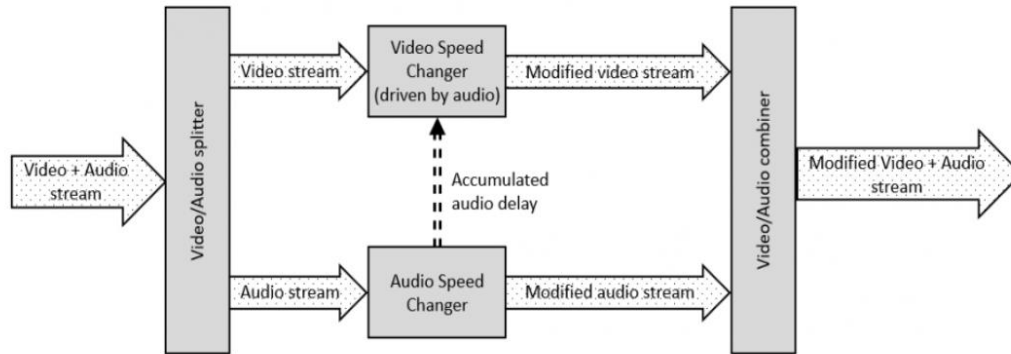 Video + Audio
stream
Video/Audio splitter
Video stream
Video Speed
Changer
(driven by audio)
Modified video stream
Accumulated
audio delay
Audio stream
Audio Speed
Changer
Modified audio stream
Video/Audio combiner
Modified Video + Audio
stream